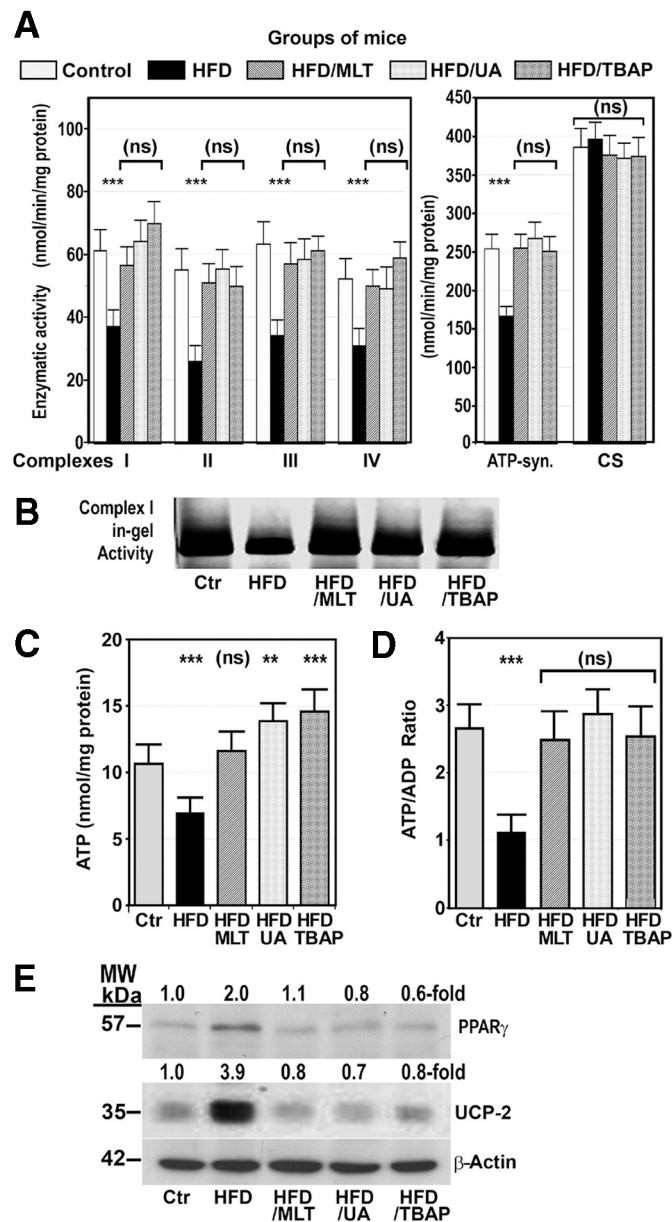 A
Groups of mice
Control HFD HFD/MLT HFD/UA HFD/TBAP
Enzymatic activity (nmol/min/mg protein)
100
80
60
40
20
0
(ns) (ns) (ns) (ns)
*** *** *** ***
Complexes I II III IV
(nmol/min/mg protein)
450
400
350
300
250
200
150
100
50
0
(ns)
(ns)
***
ATP-syn. CS
B
Complex I
in-gel
Activity
Ctr HFD HFD/MLT HFD/UA HFD/TBAP
C
ATP (nmol/mg protein)
20
15
10
5
0
*** (ns) ** ***
Ctr HFD HFD MLT HFD UA HFD TBAP
D
ATP/ADP Ratio
4
3
2
1
0
*** (ns)
Ctr HFD HFD MLT HFD UA HFD TBAP
E
MW
kDa 1.0 2.0 1.1 0.8 0.6-fold
57 PPARγ
1.0 3.9 0.8 0.7 0.8-fold
35 UCP-2
42 β-Actin
Ctr HFD HFD/MLT HFD/UA HFD/TBAP